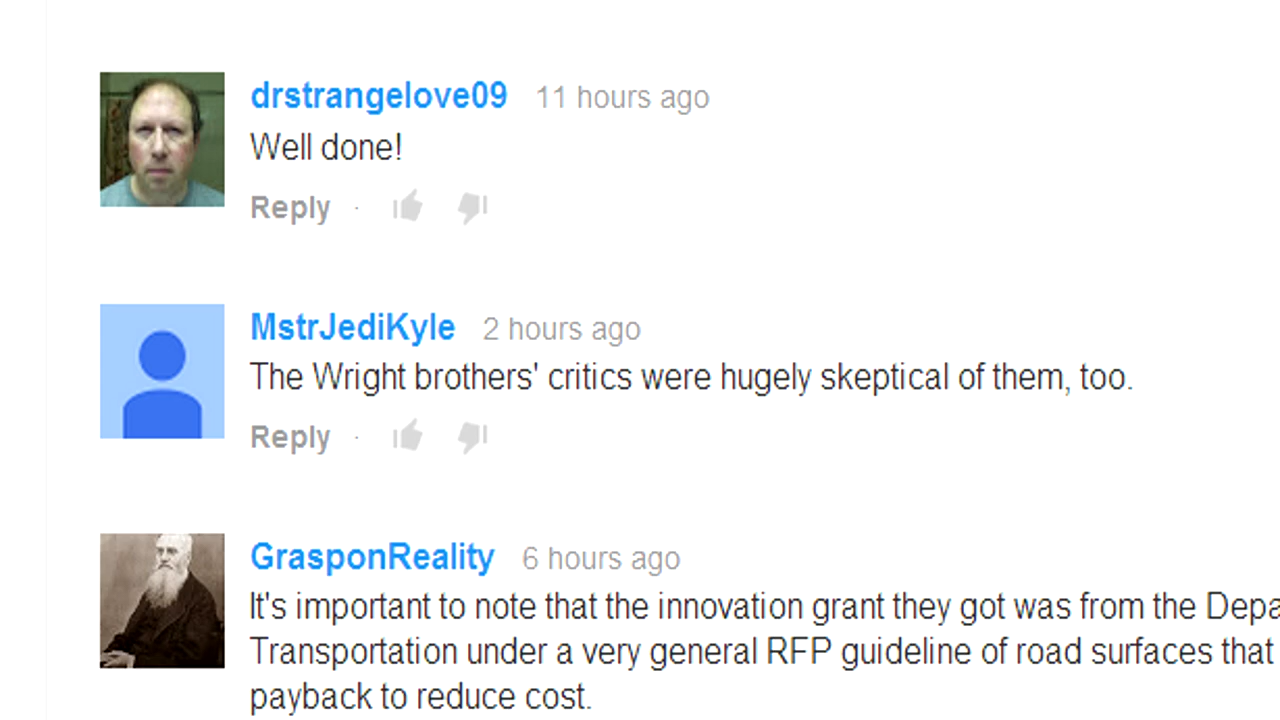 drstrangelove09 11 hours ago
Well done!
Reply ·
MstrJediKyle 2 hours ago
The Wright brothers' critics were hugely skeptical of them, too.
Reply ·
GrasponReality 6 hours ago
It's important to note that the innovation grant they got was from the Depa
Transportation under a very general RFP guideline of road surfaces that
payback to reduce cost.